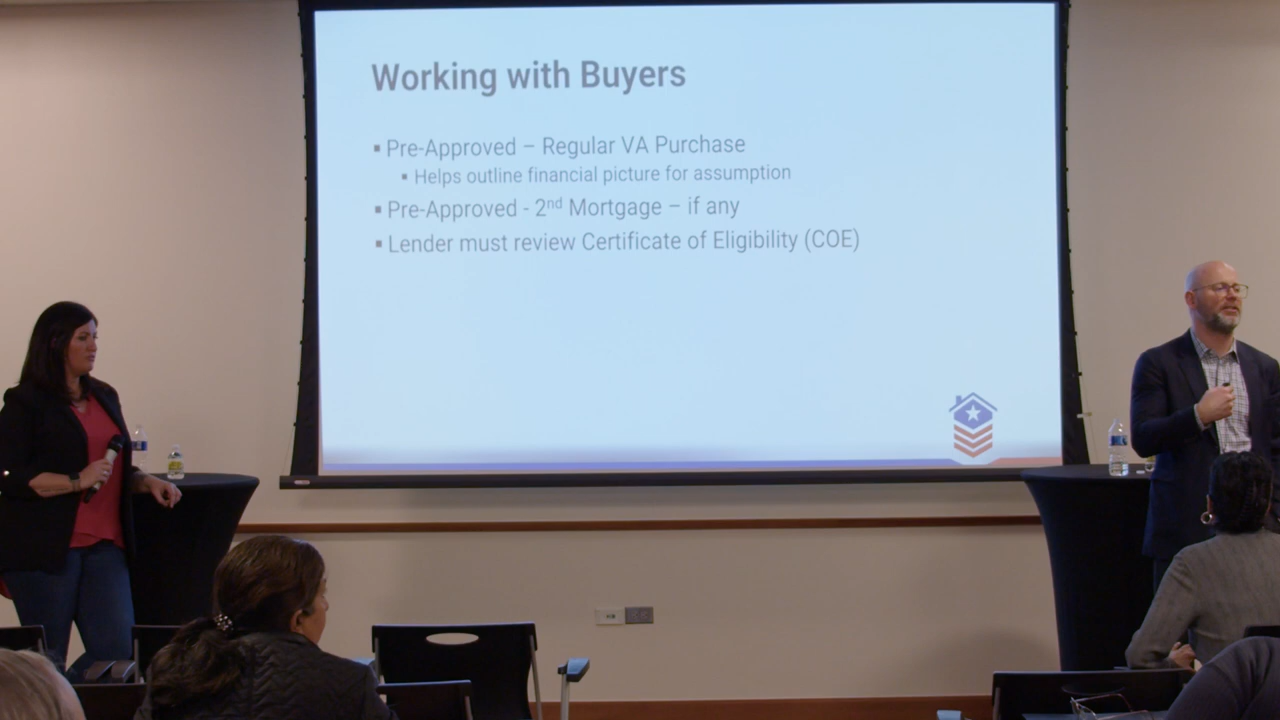 Working with Buyers
▪ Pre-Approved – Regular VA Purchase
▪ Helps outline financial picture for assumption
▪ Pre-Approved - 2nd Mortgage – if any
▪ Lender must review Certificate of Eligibility (COE)